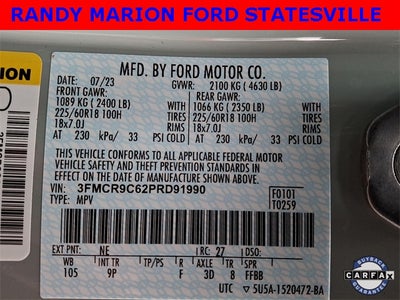 RANDY MARION FORD STATESVILLE
MFD. BY FORD MOTOR CO.
DATE: 07/23 GVWR: 2100 KG ( 4630 LB)
FRONT GAWR: REAR GAWR:
1089 KG ( 2400 LB) 1066 KG ( 2350 LB)
WITH TIRES WITH TIRES
225/60R18 100H 225/60R18 100H
18x7.0J RIMS 18x7.0J
AT 230 kPa/ 33 PSI COLD AT 230 kPa/ 33 PSI COLD
THIS VEHICLE CONFORMS TO ALL APPLICABLE FEDERAL MOTOR
VEHICLE SAFETY AND THEFT PREVENTION STANDARDS IN
EFFECT ON THE DATE OF MANUFACTURE SHOWN ABOVE.
VIN: 3FMCR9C62PRD91990 F0101
TYPE: MPV T0259
EXT PNT: NE RC: 27
WB INT TR TP/PS AXLE TR SPR
105 9P F 3D 8 FFBB
UTC 5U5A-1520472-BA
RION
BUYBACK
CARFAX
GUARANTEE